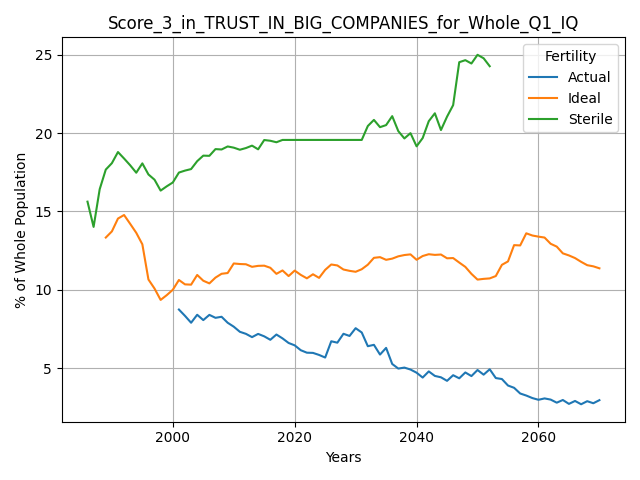 Score_3_in_TRUST_IN_BIG_COMPANIES_for_Whole_Q1_IQ
% of Whole Population
25
20
15
10
5
Fertility
Actual
Ideal
Sterile
2000
2020
2040
2060
Years